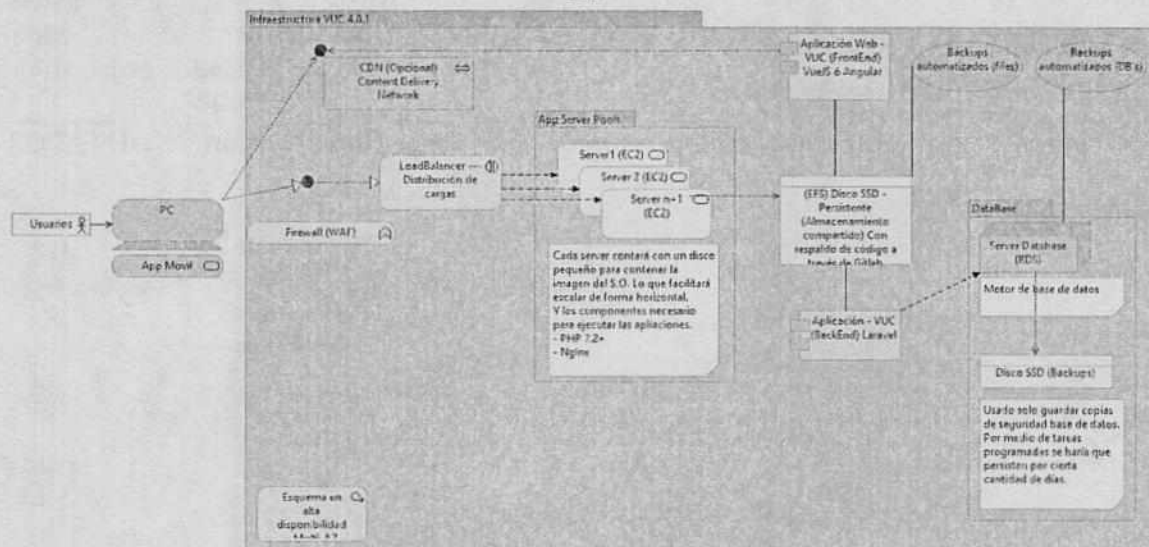 Infraestructura VUC 4.0.1
CDN (Opcional)
Content Delivery
Network
Aplicación Web -
VUC (FrontEnd)
VueJS ó Angular
Backups
automatizados (files)
Backups
automatizados (DB's)
App Server Pool
Server1 (EC2)
Server 2 (EC2)
Server n+1
(EC2)
LoadBalancer —
Distribución de
cargas
Usuarios
PC
App Movil
Firewall (WAF)
Cada server contará con un disco
pequeño para contener la
imagen del S.O. Lo que facilitará
escalar de forma horizontal.
Y los componentes necesario
para ejecutar las apliaciones.
- PHP 7.2+
- Nginx
(EFS) Disco SSD -
Persistente
(Almacenamiento
compartido) Con
respaldo de código a
través de Gitlab
Aplicación - VUC
(BackEnd) Laravel
DataBase
Server Database
(RDS)
Motor de base de datos
Disco SSD (Backups)
Usado solo guardar copias
de seguridad base de datos.
Por medio de tareas
programadas se haría que
persisten por cierta
cantidad de días.
Esquema en
alta
disponibilidad